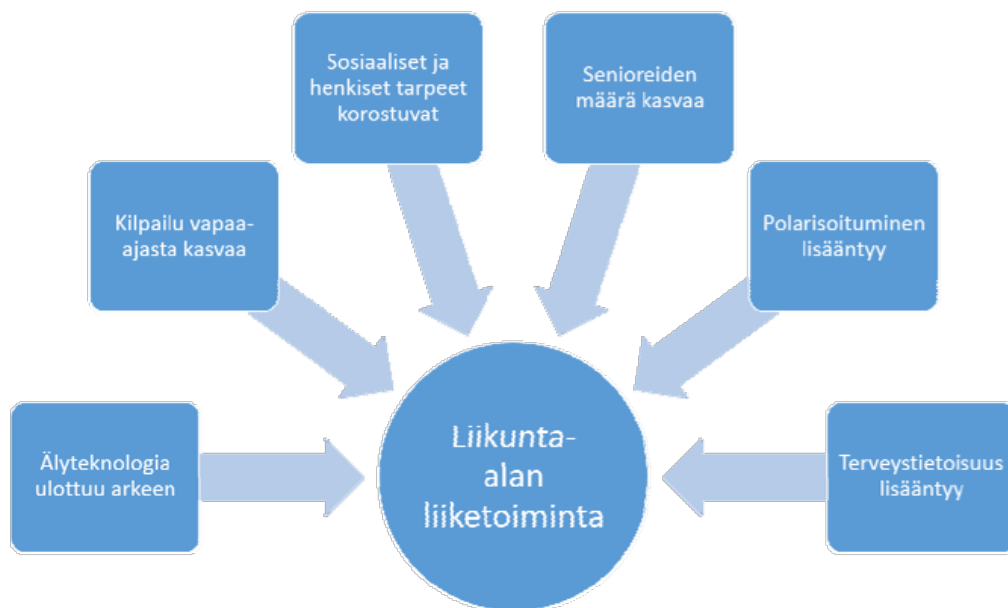 Sosiaaliset ja
henkiset tarpeet
korostuvat
Senioreiden
määrä kasvaa
Kilpailu vapaa-
ajasta kasvaa
Polarisoituminen
lisääntyy
Älyteknologia
ulottuu arkeen
Liikunta-
alan
liiketoiminta
Terveystietoisuus
lisääntyy